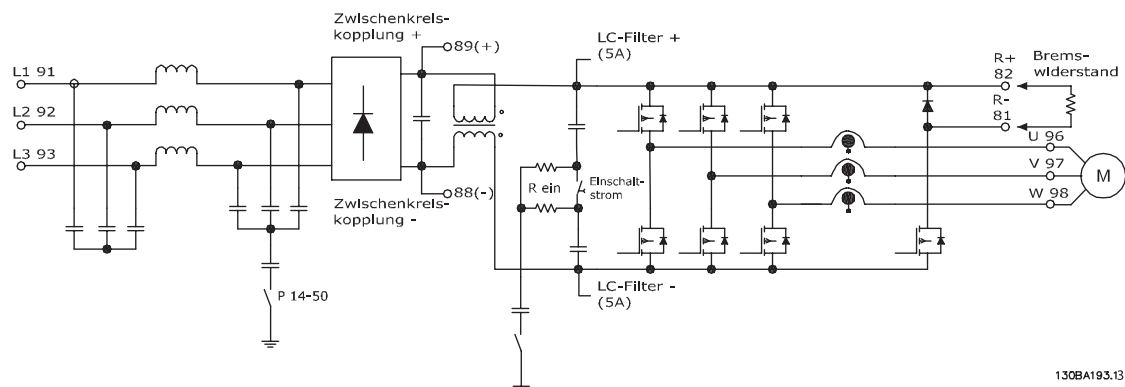 Zwischenkreis-
kopplung +
89(+)
LC-Filter +
(5A)
R+
82
Brems-
widerstand
R-
81
L1 91
L2 92
L3 93
U 96
V 97
W 98
M
R ein
Einschalt-
strom
88(-)
Zwischenkreis-
kopplung -
LC-Filter -
(5A)
P 14-50
130BA193.13